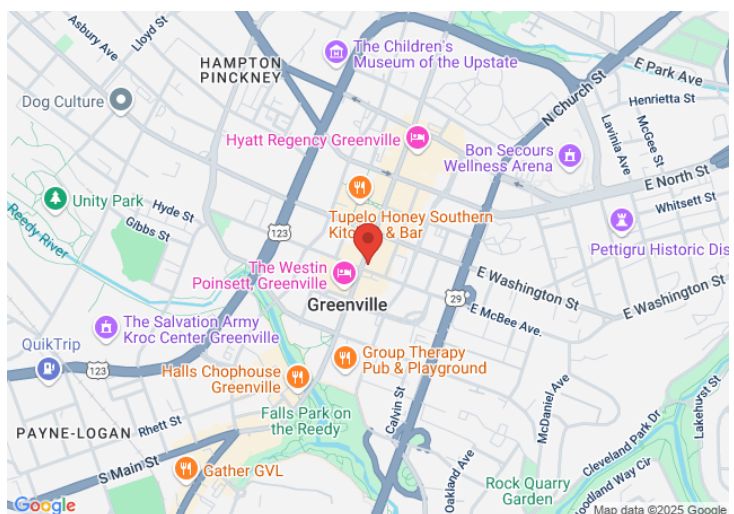 Asbury Ave
Lloyd St
HAMPTON
PINCKNEY
The Children's
Museum of the Upstate
E Park Ave
N Church St
Henrietta St
Lavinia Ave
McGee St
Dog Culture
Hyatt Regency Greenville
Bon Secours
Wellness Arena
E North St
Whitsett St
Unity Park
Hyde St
Gibbs St
Reedy River
123
Tupelo Honey Southern
Kitchen & Bar
Pettigru Historic Dis
The Westin
Poinsett, Greenville
E Washington St
E Washington St
29
Greenville
E McBee Ave.
The Salvation Army
Kroc Center Greenville
QuikTrip
123
Halls Chophouse
Greenville
Group Therapy
Pub & Playground
Calvin St
McDaniel Ave
Lakehurst St
Falls Park on
the Reedy
PAYNE-LOGAN
Rhett St
S Main St
Gather GVL
Oakland Ave
Cleveland Park Dr
oodland Way Cir
Rock Quarry
Garden
Google
Map data ©2025 Google